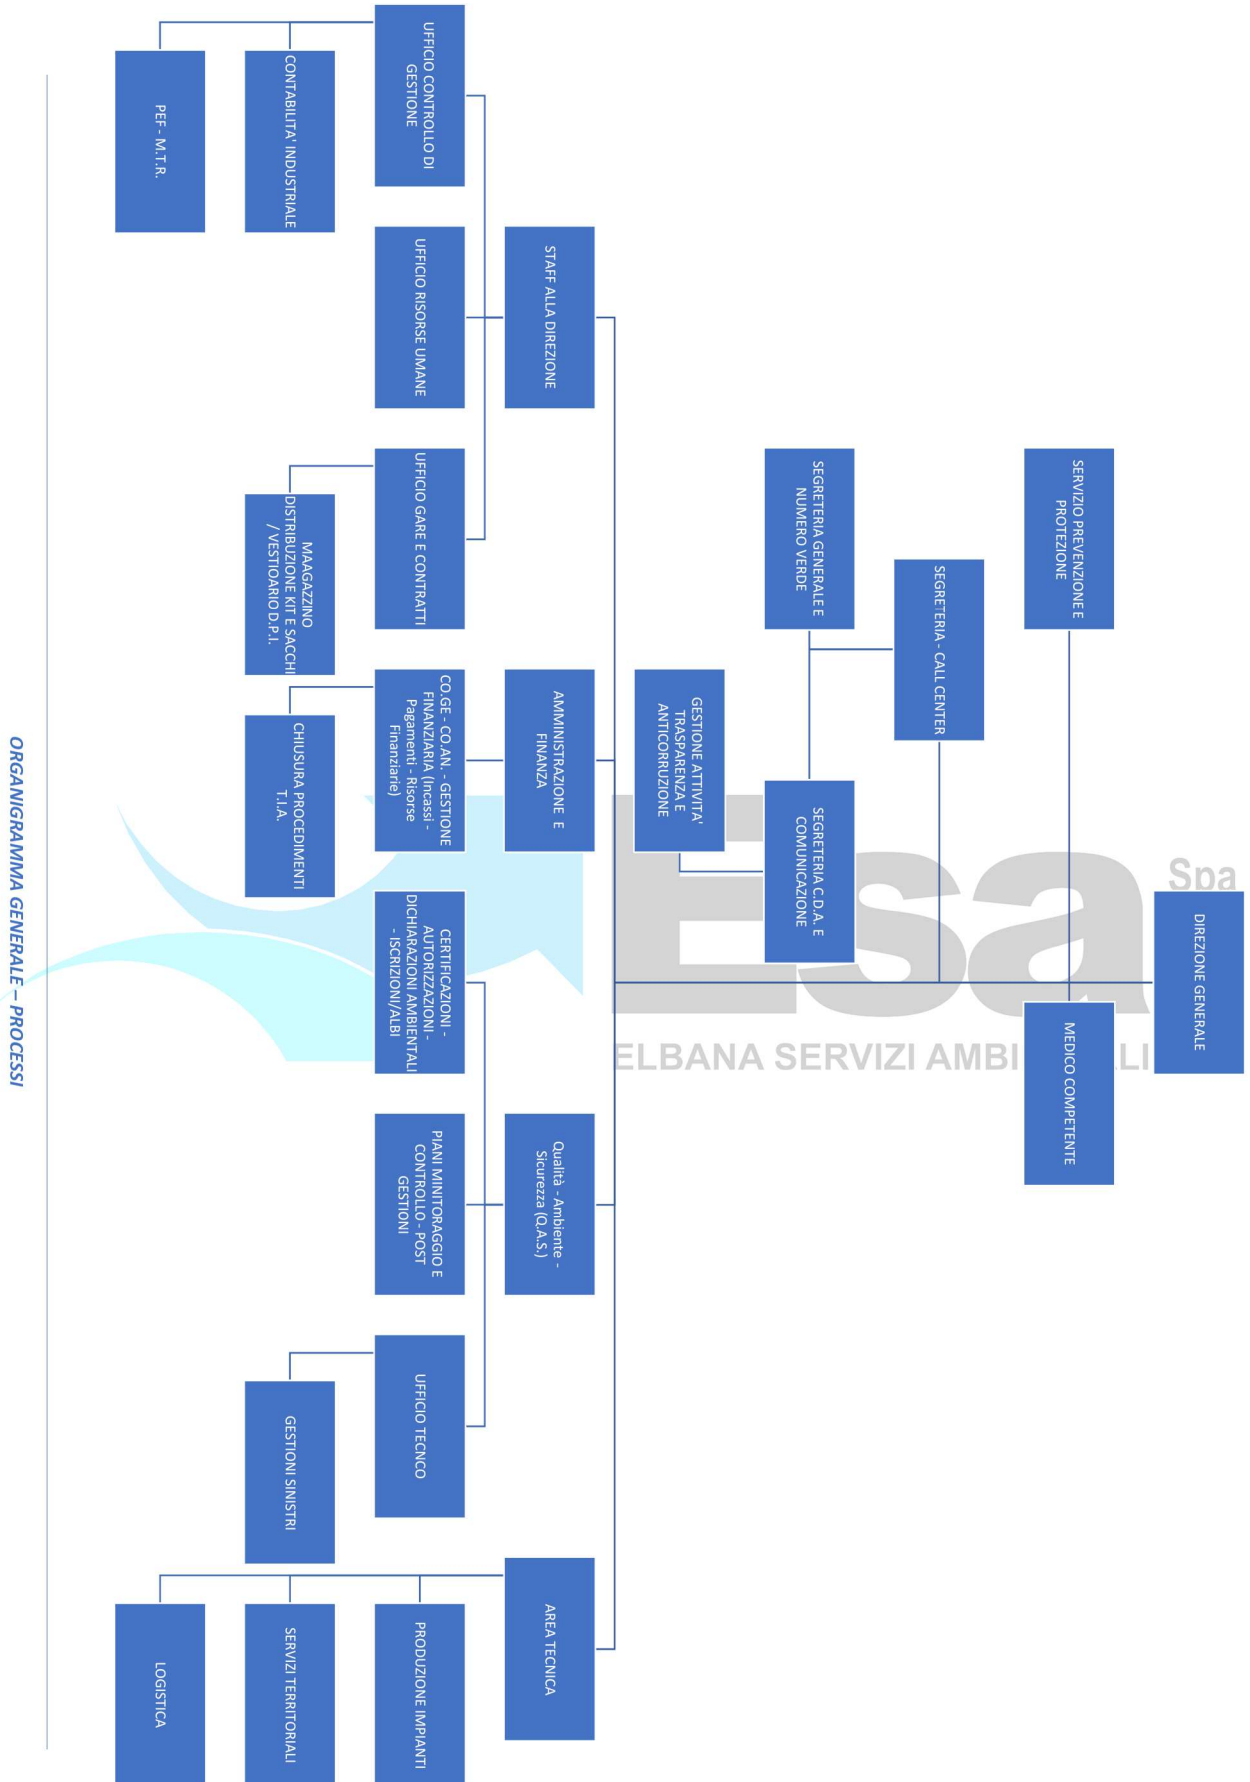 DIREZIONE GENERALE
Spa
Esa
ELBANA SERVIZI AMBI
LI
SERVIZIO PREVENZIONE E
PROTEZIONE
MEDICO COMPETENTE
SEGRETERIA - CALL CENTER
SEGRETERIA GENERALE E
NUMERO VERDE
SEGRETERIA C.D.A. E
COMUNICAZIONE
GESTIONE ATTIVITA'
TRASPARENZA E
ANTICORRUZIONE
STAFF ALLA DIREZIONE
AMMINISTRAZIONE E
FINANZA
Qualità - Ambiente -
Sicurezza (Q.A.S.)
AREA TECNICA
UFFICIO CONTROLLO DI
GESTIONE
UFFICIO RISORSE UMANE
UFFICIO GARE E CONTRATTI
CO.GE - CO.AN. - GESTIONE
FINANZIARIA (Incassi -
Pagamenti - Risorse
Finanziarie)
CERTIFICAZIONI -
AUTORIZZAZIONI -
DICHIARAZIONI AMBIENTALI
- ISCRIZIONI/ALBI
PIANI MINITORAGGIO E
CONTROLLO - POST
GESTIONI
UFFICIO TECNCO
PRODUZIONE IMPIANTI
CONTABILITA' INDUSTRIALE
MAAGAZZINO
DISTRIBUZIONE KIT E SACCHI
/ VESTIOARIO D.P.I.
CHIUSURA PROCEDIMENTI
T.I.A.
GESTIONI SINISTRI
SERVIZI TERRITORIALI
PEF - M.T.R.
LOGISTICA
ORGANIGRAMMA GENERALE – PROCESSI